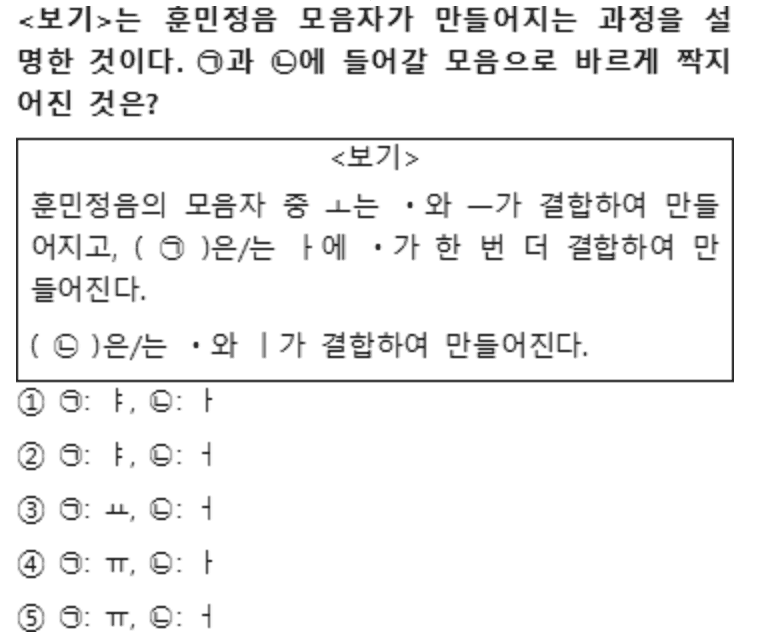 <보기>는 훈민정음 모음자가 만들어지는 과정을 설
명한 것이다. ㉠과 ㉡에 들어갈 모음으로 바르게 짝지
어진 것은?
<보기>
훈민정음의 모음자 중 ㅗ는 ㆍ와 ㅡ가 결합하여 만들
어지고, ( ㉠ )은/는 ㅏ에 ㆍ가 한 번 더 결합하여 만
들어진다.
( ㉡ )은/는 ㆍ와 ㅣ가 결합하여 만들어진다.
① ㉠: ㅑ, ㉡: ㅏ
② ㉠: ㅑ, ㉡: ㅓ
③ ㉠: ㅛ, ㉡: ㅓ
④ ㉠: ㅠ, ㉡: ㅏ
⑤ ㉠: ㅠ, ㉡: ㅓ